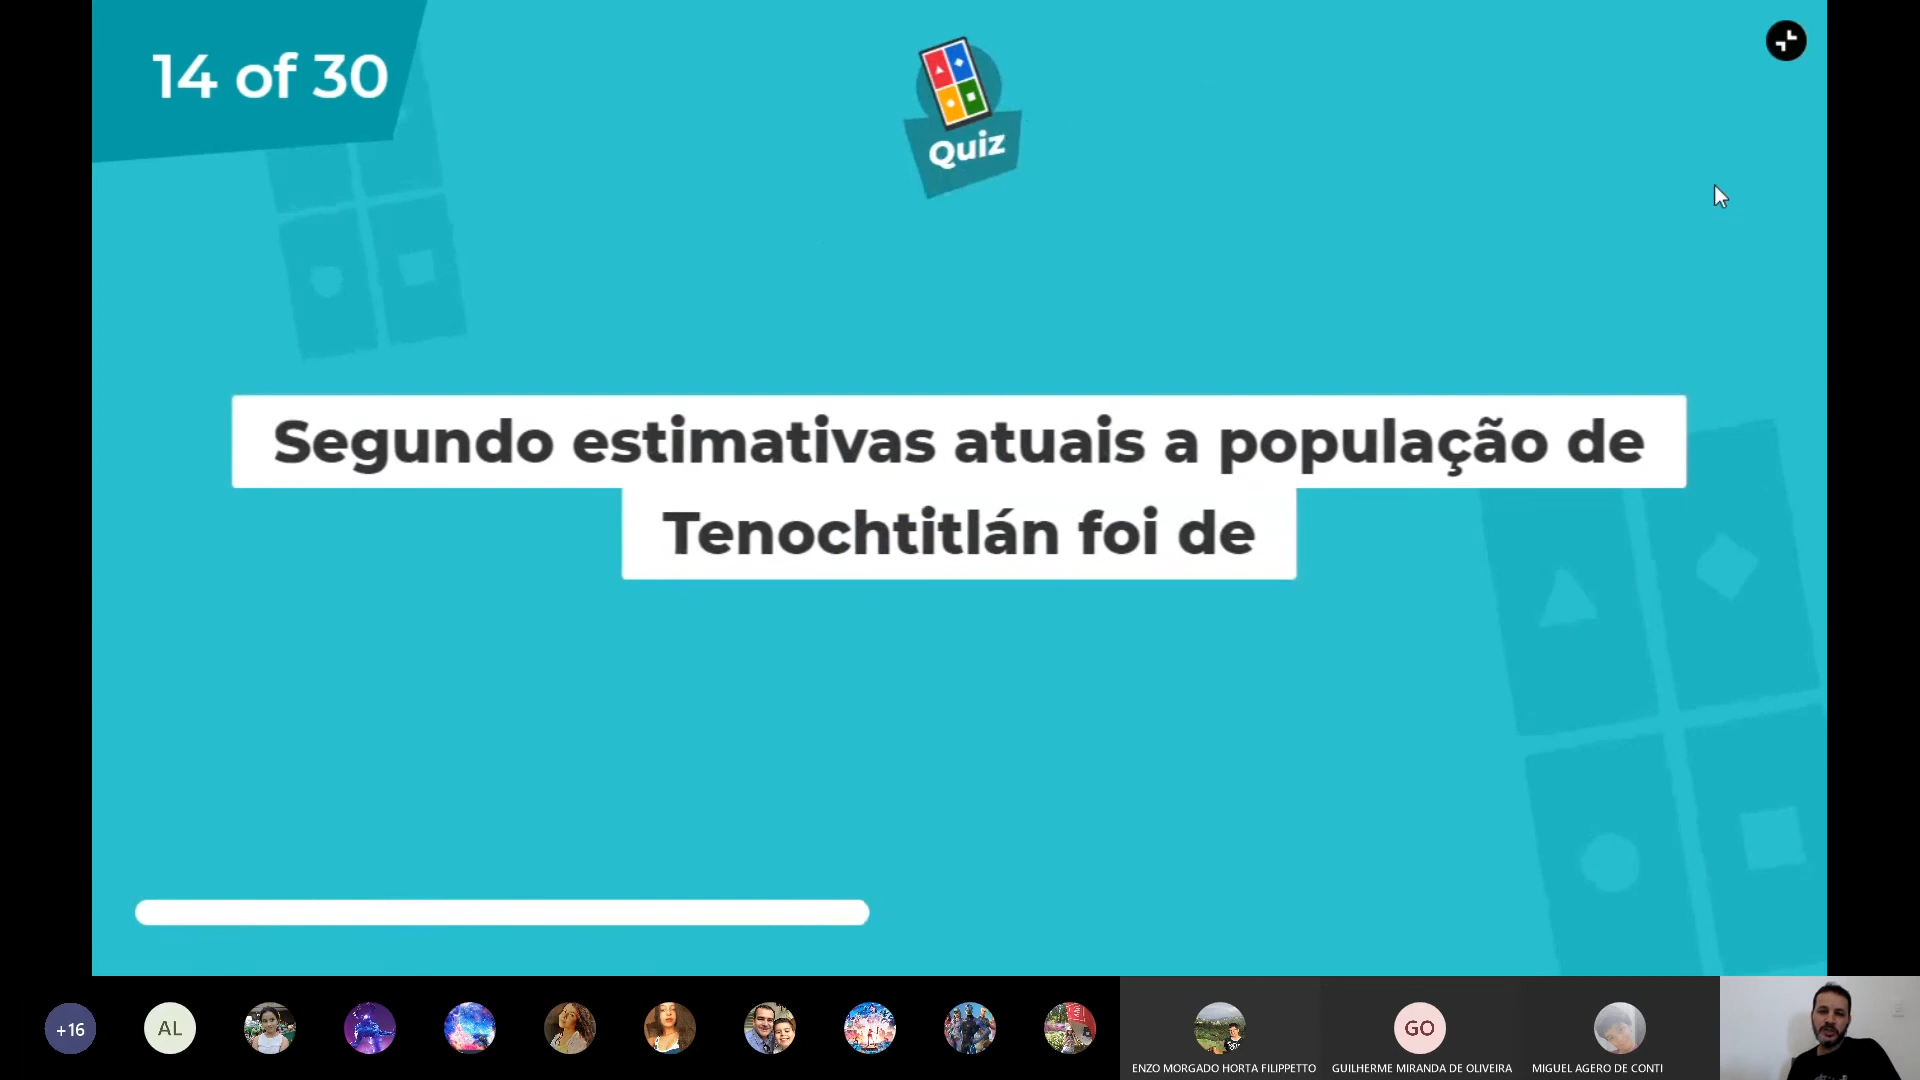 14 of 30
Quiz
Segundo estimativas atuais a população de
Tenochtitlán foi de
+16
AL
GO
ENZO MORGADO HORTA FILIPPETTO
GUILHERME MIRANDA DE OLIVEIRA
MIGUEL AGERO DE CONTI